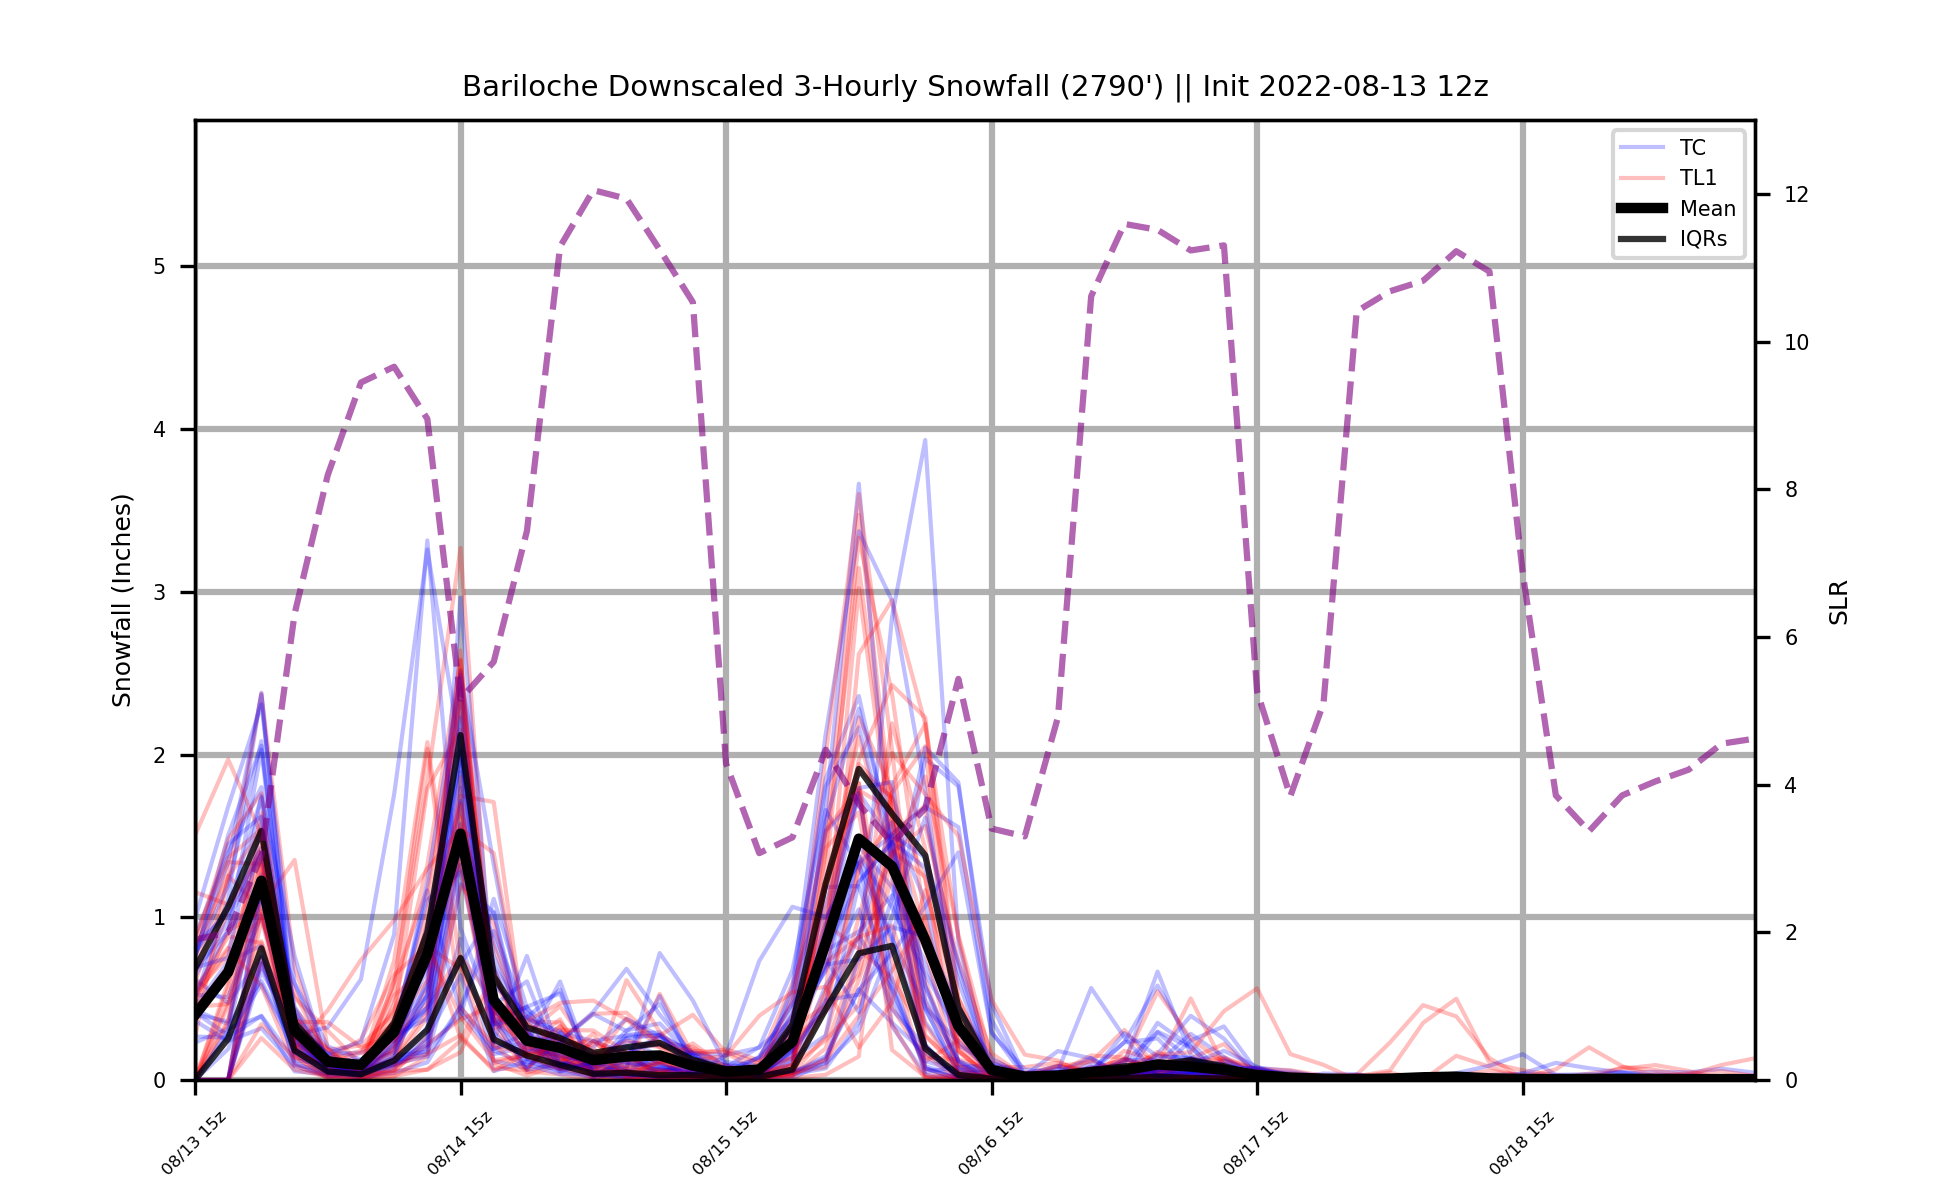 Bariloche Downscaled 3-Hourly Snowfall (2790') || Init 2022-08-13 12z
TC
TL1
Mean
IQRs
Snowfall (Inches)
5
4
3
2
1
0
12
10
8
6
4
2
0
SLR
08/13 15z
08/14 15z
08/15 15z
08/16 15z
08/17 15z
08/18 15z